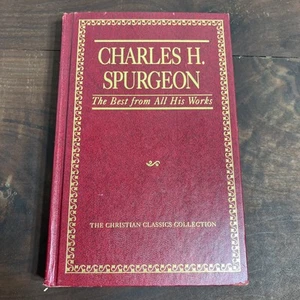 CHARLES H.
SPURGEON
The Best from All His Works
THE CHRISTIAN CLASSICS COLLECTION